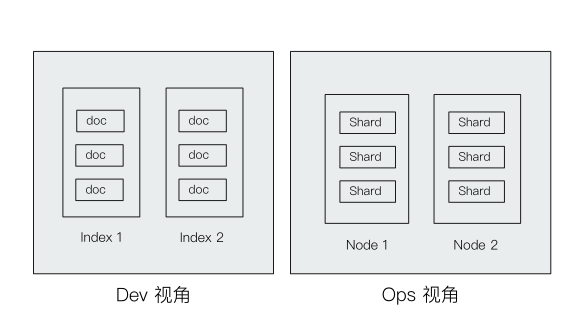 doc
doc
doc
Index 1
doc
doc
doc
Index 2
Dev 视角
Shard
Shard
Shard
Node 1
Shard
Shard
Shard
Node 2
Ops 视角